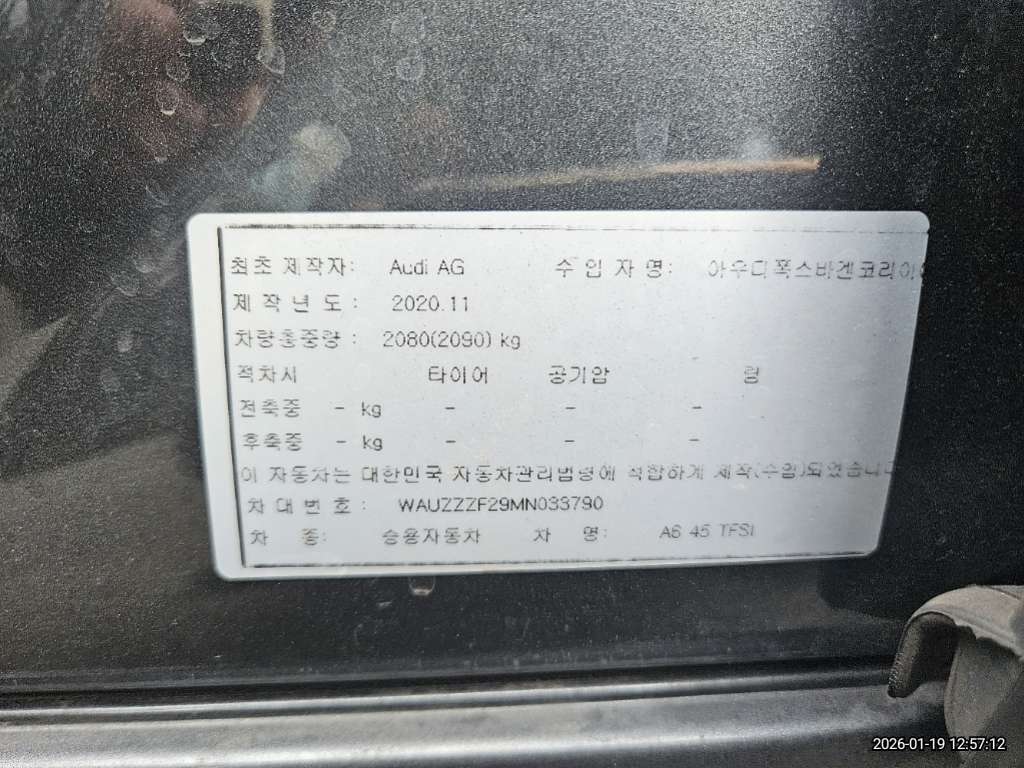 최초 제작자: Audi AG 수 입 자 명: 아우디폭스바겐코리아
제 작 년 도 : 2020.11
차량총중량 : 2080(2090) kg
적차시 타이어 공기압 림
전축중 - kg - - -
후축중 - kg - - -
이 자동차는 대한민국 자동차관리법령에 적합하게 제작(수입)되었습니다
차 대 번 호 : WAUZZZF29MN033790
차 종: 승용자동차 차 명: A6 45 TFSI
2026-01-19 12:57:12